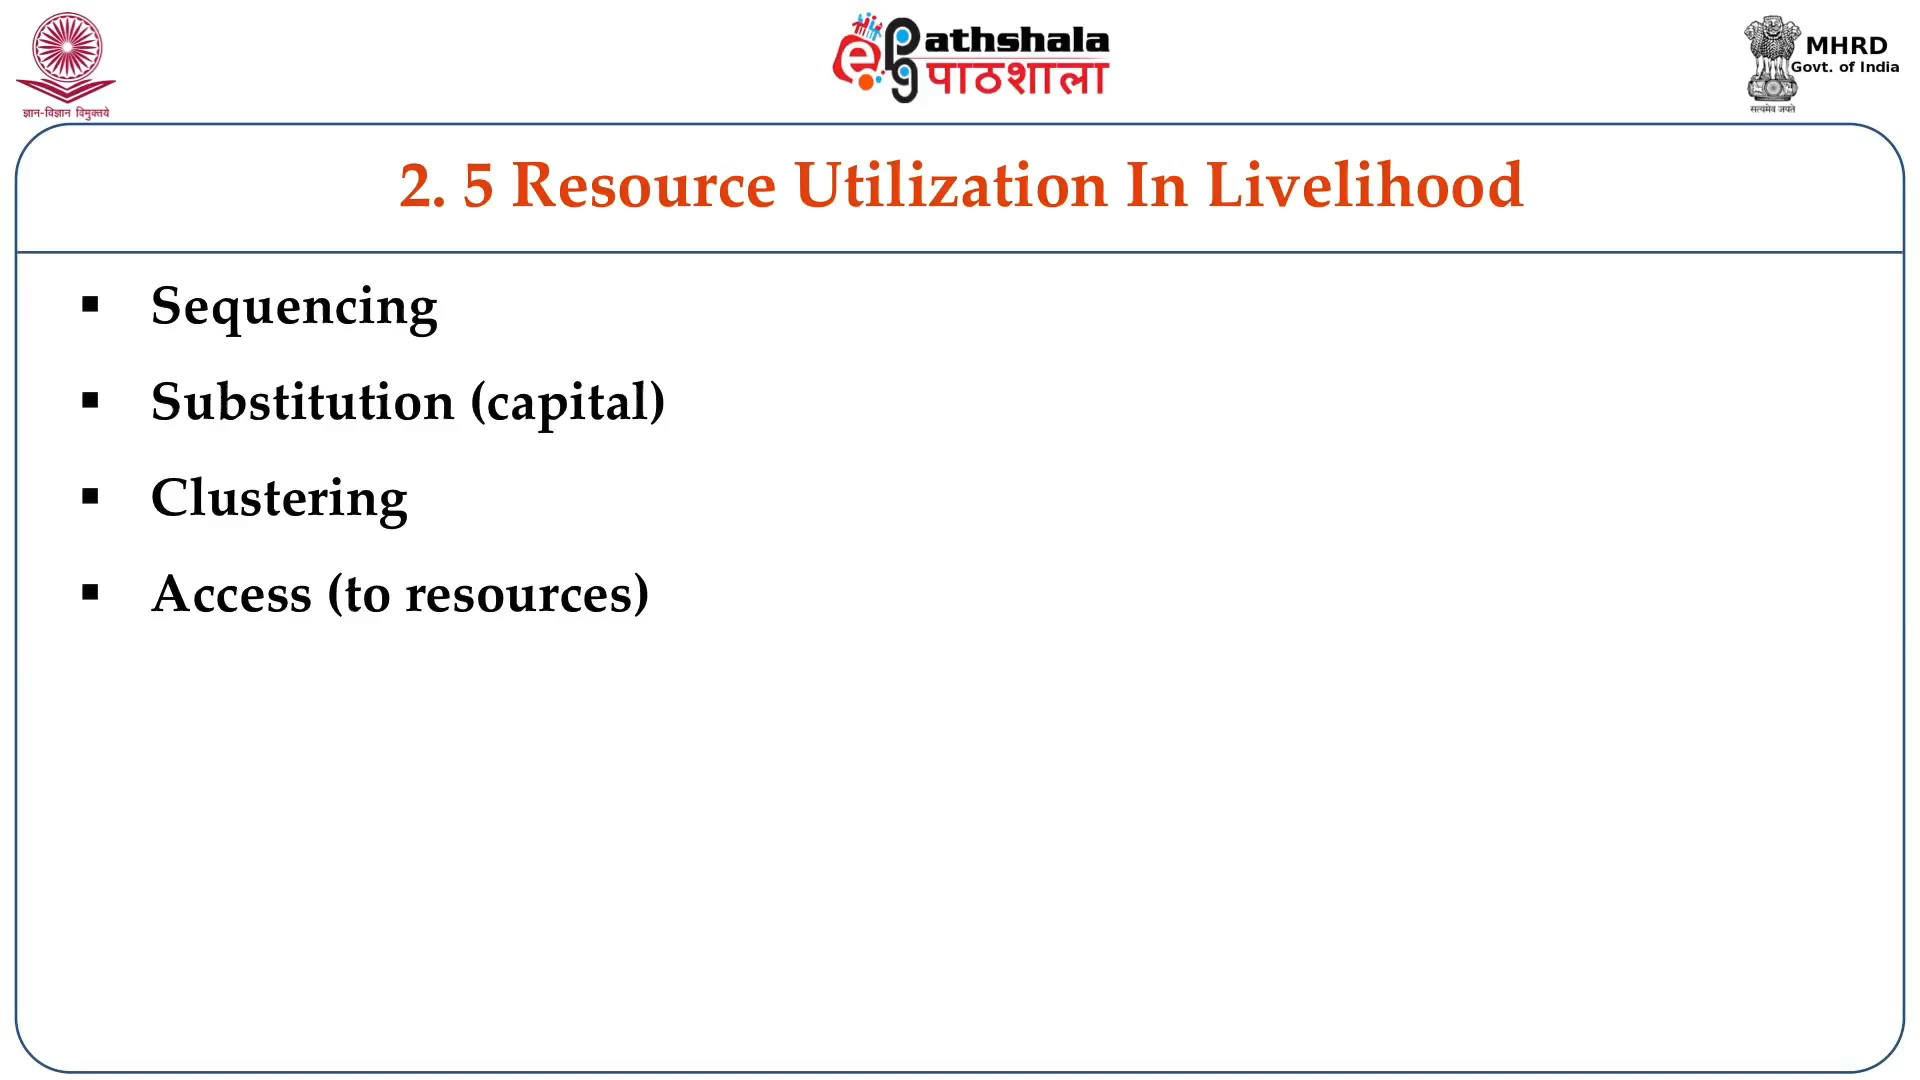 ज्ञान-विज्ञान विमुक्तये
ePathshala
पाठशाला
MHRD
Govt. of India
सत्यमेव जयते
2. 5 Resource Utilization In Livelihood
▪ Sequencing
▪ Substitution (capital)
▪ Clustering
▪ Access (to resources)